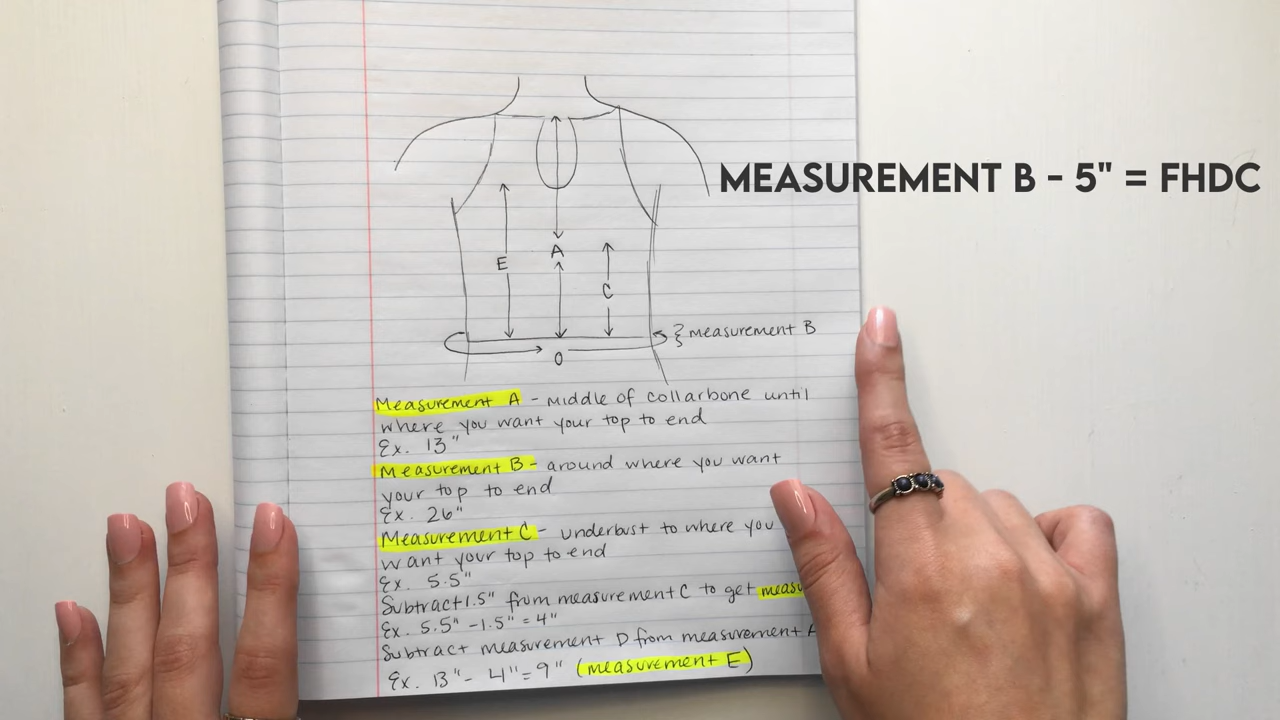 MEASUREMENT B - 5" = FHDC
E
A
C
} measurement B
Measurement A - middle of collarbone until
where you want your top to end
Ex. 13"
Measurement B - around where you want
your top to end
Ex. 26"
Measurement C - underbust to where you
want your top to end
Ex. 5.5"
Subtract 1.5" from measurement C to get
Ex. 5.5" - 1.5" = 4"
Subtract measurement D from measurement A
Ex. 13" - 4" = 9" (measurement E)